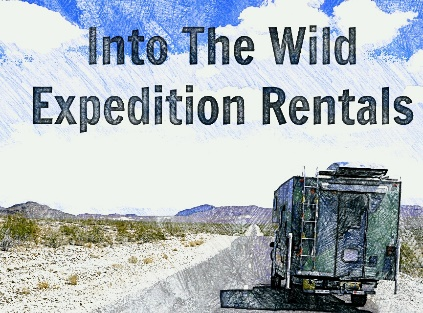 Into The Wild
Expedition Rentals